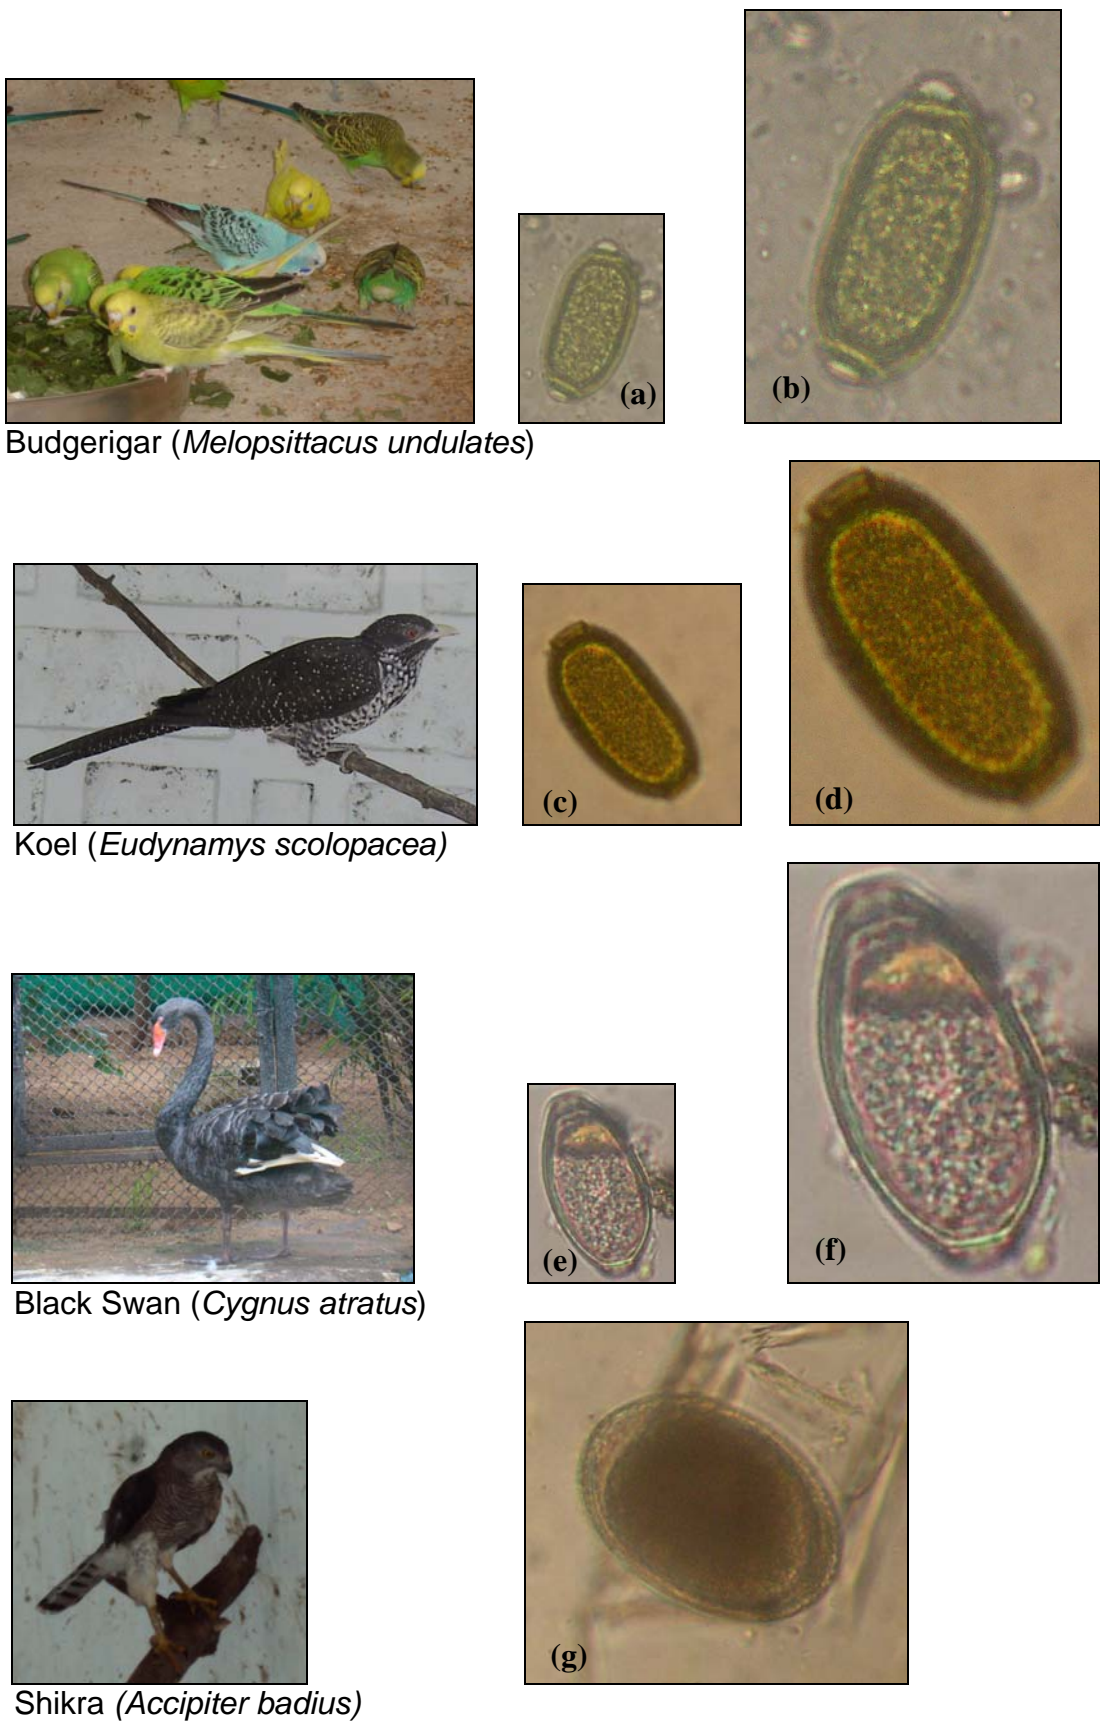 (a)
(b)
Budgerigar (Melopsittacus undulates)
(c)
(d)
Koel (Eudynamys scolopacea)
(e)
(f)
Black Swan (Cygnus atratus)
(g)
Shikra (Accipiter badius)